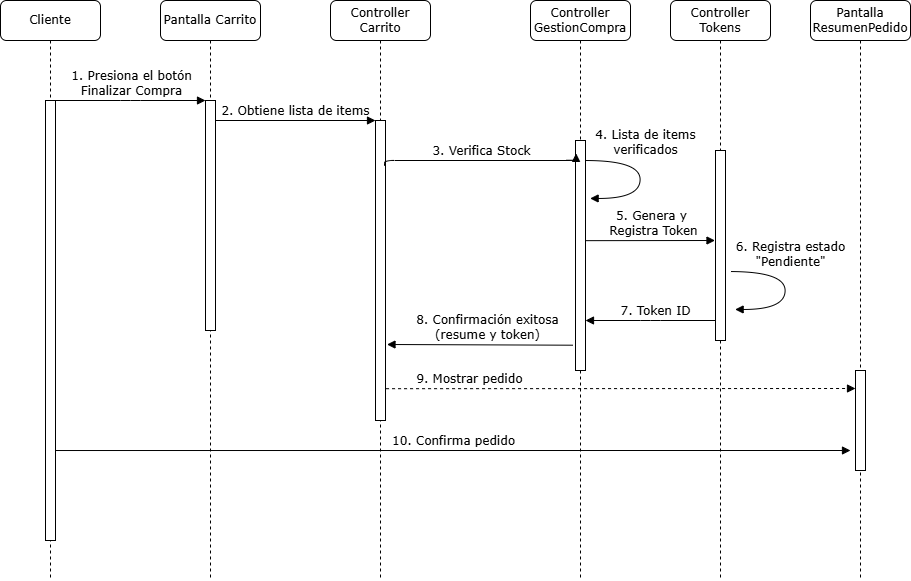 Cliente
Pantalla Carrito
Controller
Carrito
Controller
GestionCompra
Controller
Tokens
Pantalla
ResumenPedido
1. Presiona el botón
Finalizar Compra
2. Obtiene lista de items
3. Verifica Stock
4. Lista de items
verificados
5. Genera y
Registra Token
6. Registra estado
"Pendiente"
7. Token ID
8. Confirmación exitosa
(resume y token)
9. Mostrar pedido
10. Confirma pedido